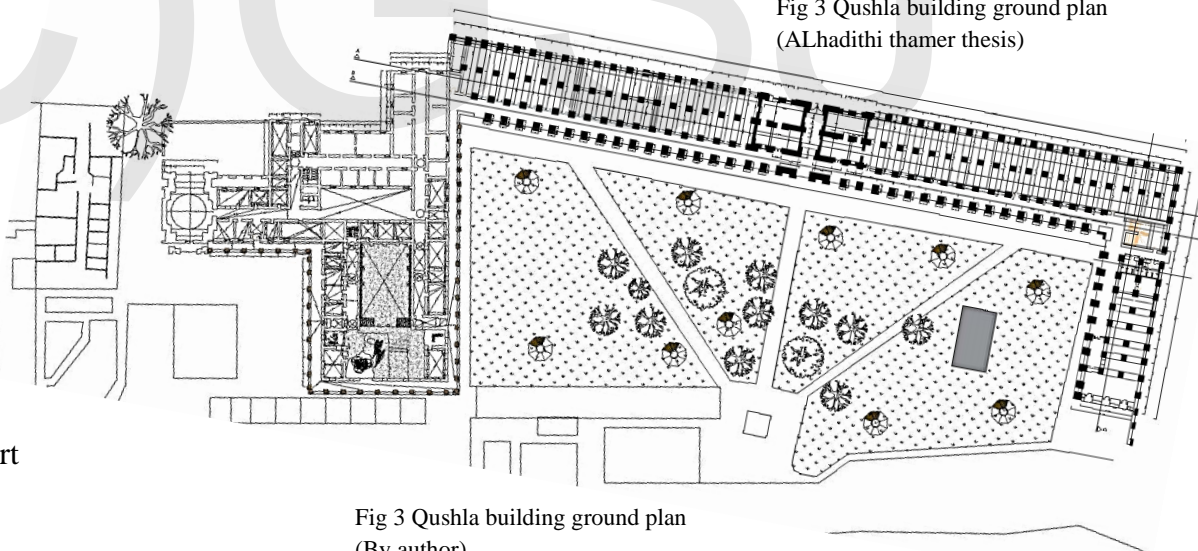 Fig 3 Qushla building ground plan
(ALhadithi thamer thesis)
rt
Fig 3 Qushla building ground plan
(By author)